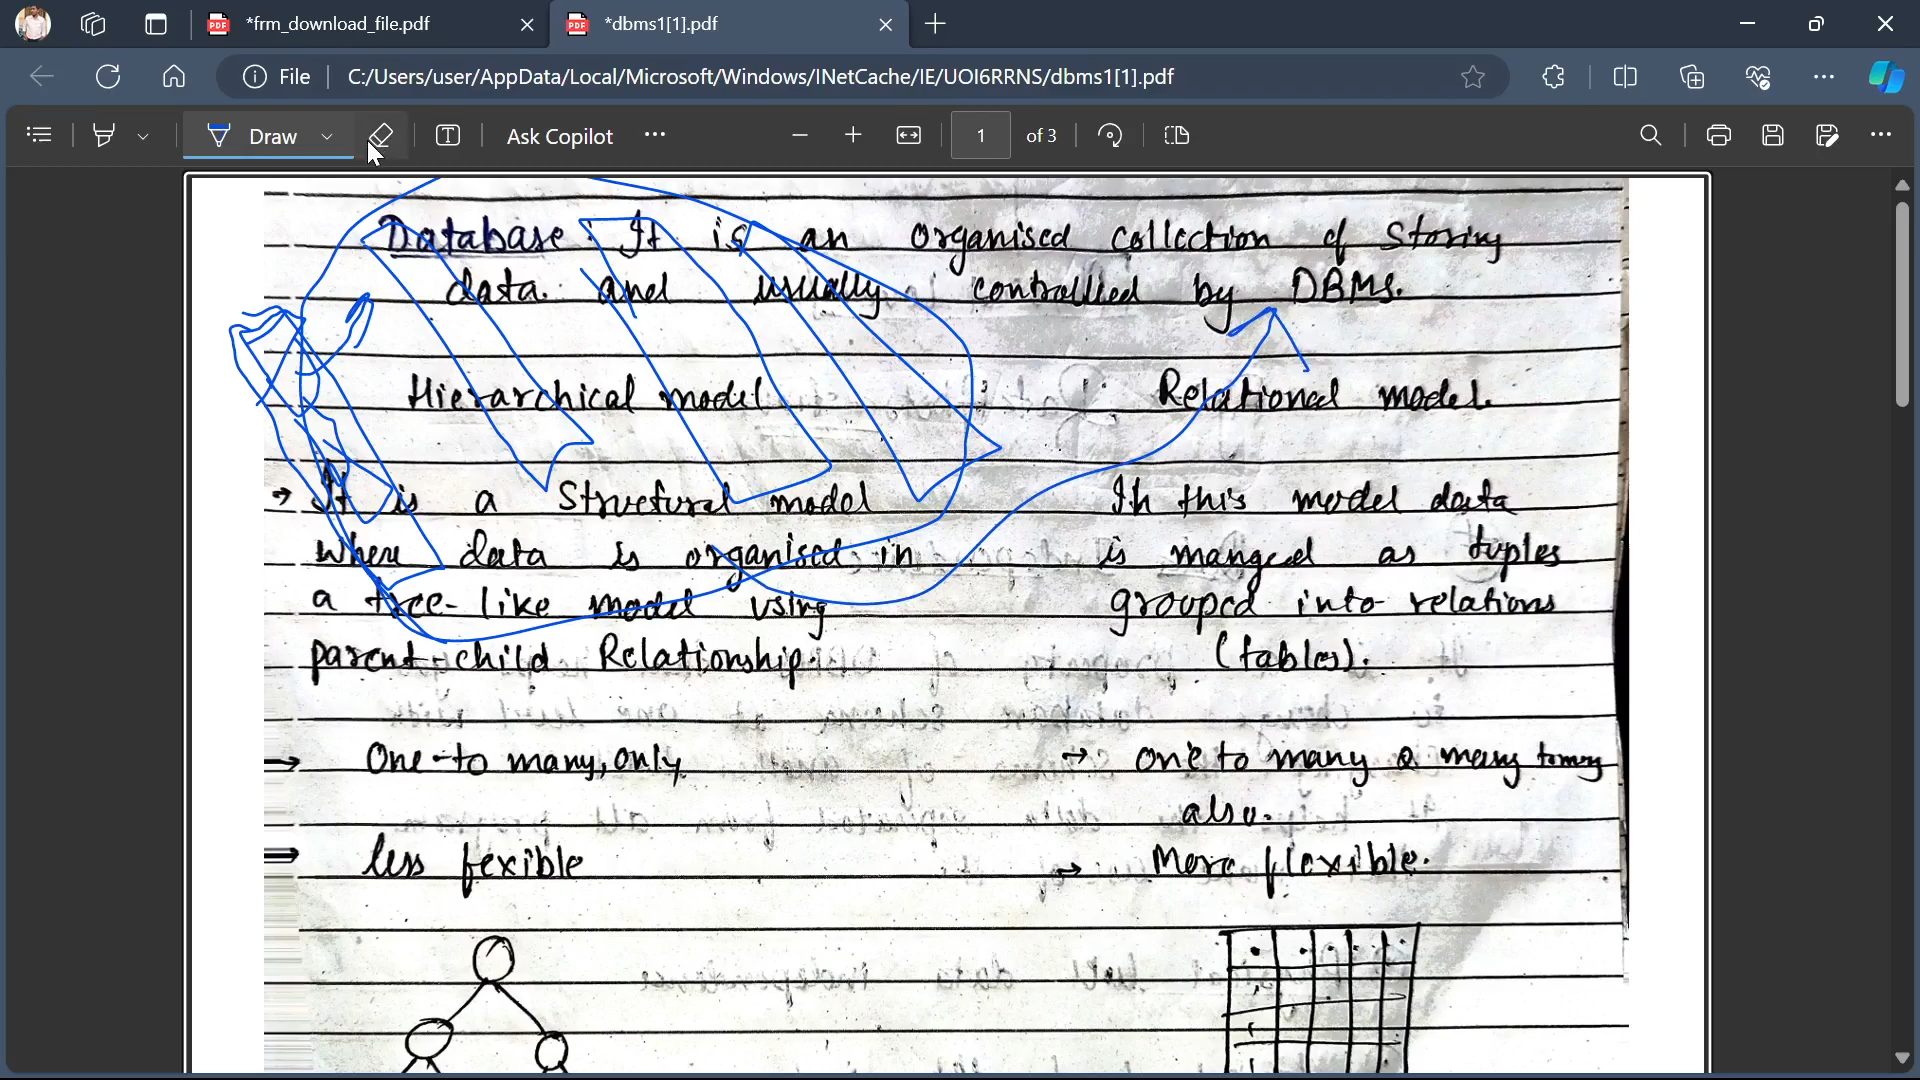 *frm_download_file.pdf
*dbms1[1].pdf
File
C:/Users/user/AppData/Local/Microsoft/Windows/INetCache/IE/UOI6RRNS/dbms1[1].pdf
Draw
Ask Copilot
1 of 3
Database: It is an organised collection of storing
data. and usually controllied by DBMS.
Hierarchical model
Relational model.
→ It is a Structural model
where data is organised in
a tree-like model using
parent-child Relationship.
In this model data
is manged as tuples
grouped into relations
(tables).
→ One-to many, only
→ one to many & many to many
also.
→ less fexible
→ More flexible.